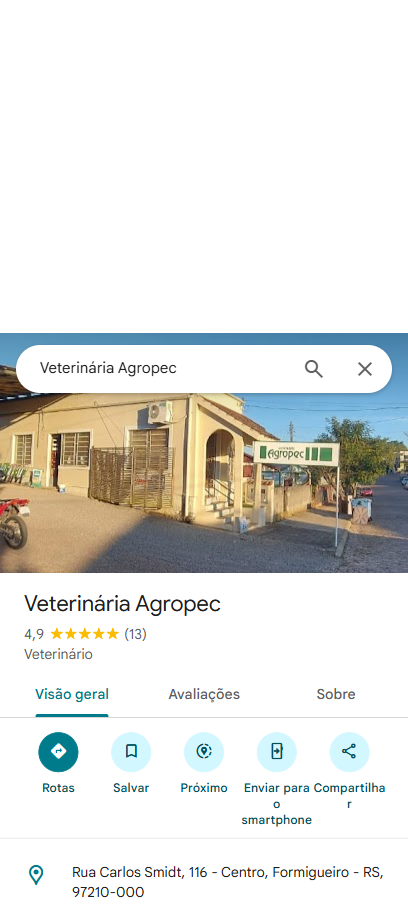 Veterinária Agropec
Agropec
Veterinária Agropec
4,9 ★★★★★ (13)
Veterinário
Visão geral
Avaliações
Sobre
Rotas
Salvar
Próximo
Enviar para
o
smartphone
Compartilha
r
Rua Carlos Smidt, 116 - Centro, Formigueiro - RS,
97210-000